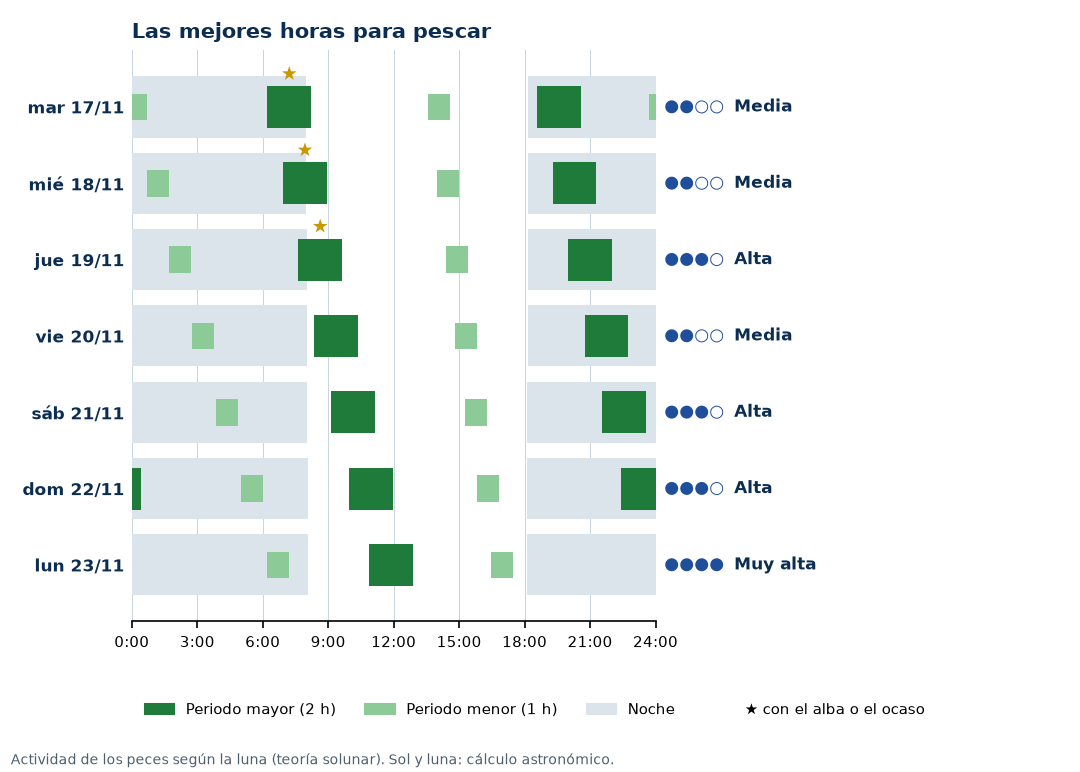 Las mejores horas para pescar
★
mar 17/11 ●●○○ Media
★
mié 18/11 ●●○○ Media
★
jue 19/11 ●●●○ Alta
vie 20/11 ●●○○ Media
sáb 21/11 ●●●○ Alta
dom 22/11 ●●●○ Alta
lun 23/11 ●●●● Muy alta
0:00 3:00 6:00 9:00 12:00 15:00 18:00 21:00 24:00
Periodo mayor (2 h) Periodo menor (1 h) Noche ★ con el alba o el ocaso
Actividad de los peces según la luna (teoría solunar). Sol y luna: cálculo astronómico.